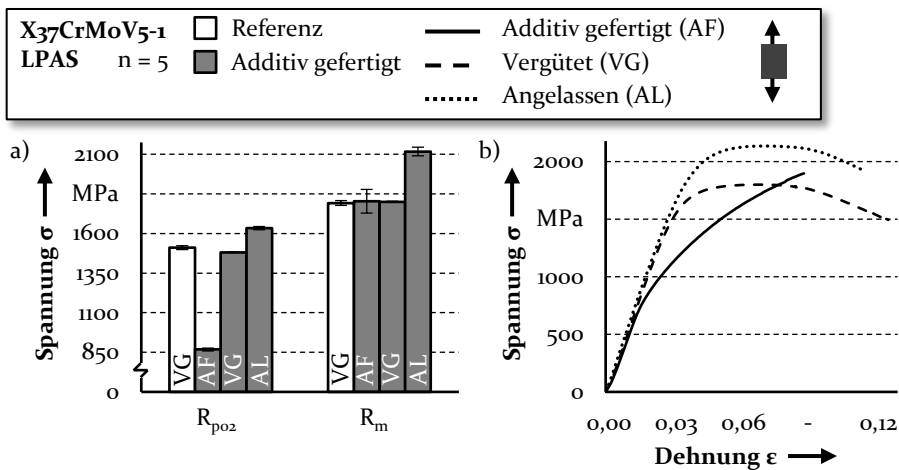 X37CrMoV5-1
LPAS n = 5
Referenz
Additiv gefertigt
Additiv gefertigt (AF)
Vergütet (VG)
Angelassen (AL)
a)
Spannung σ
2100
MPa
1600
1350
1100
850
0
VG
AF
VG
AL
VG
AF
VG
AL
Rp02
Rm
b)
Spannung σ
2000
MPa
1000
500
0
0,00 0,03 0,06 - 0,12
Dehnung ε